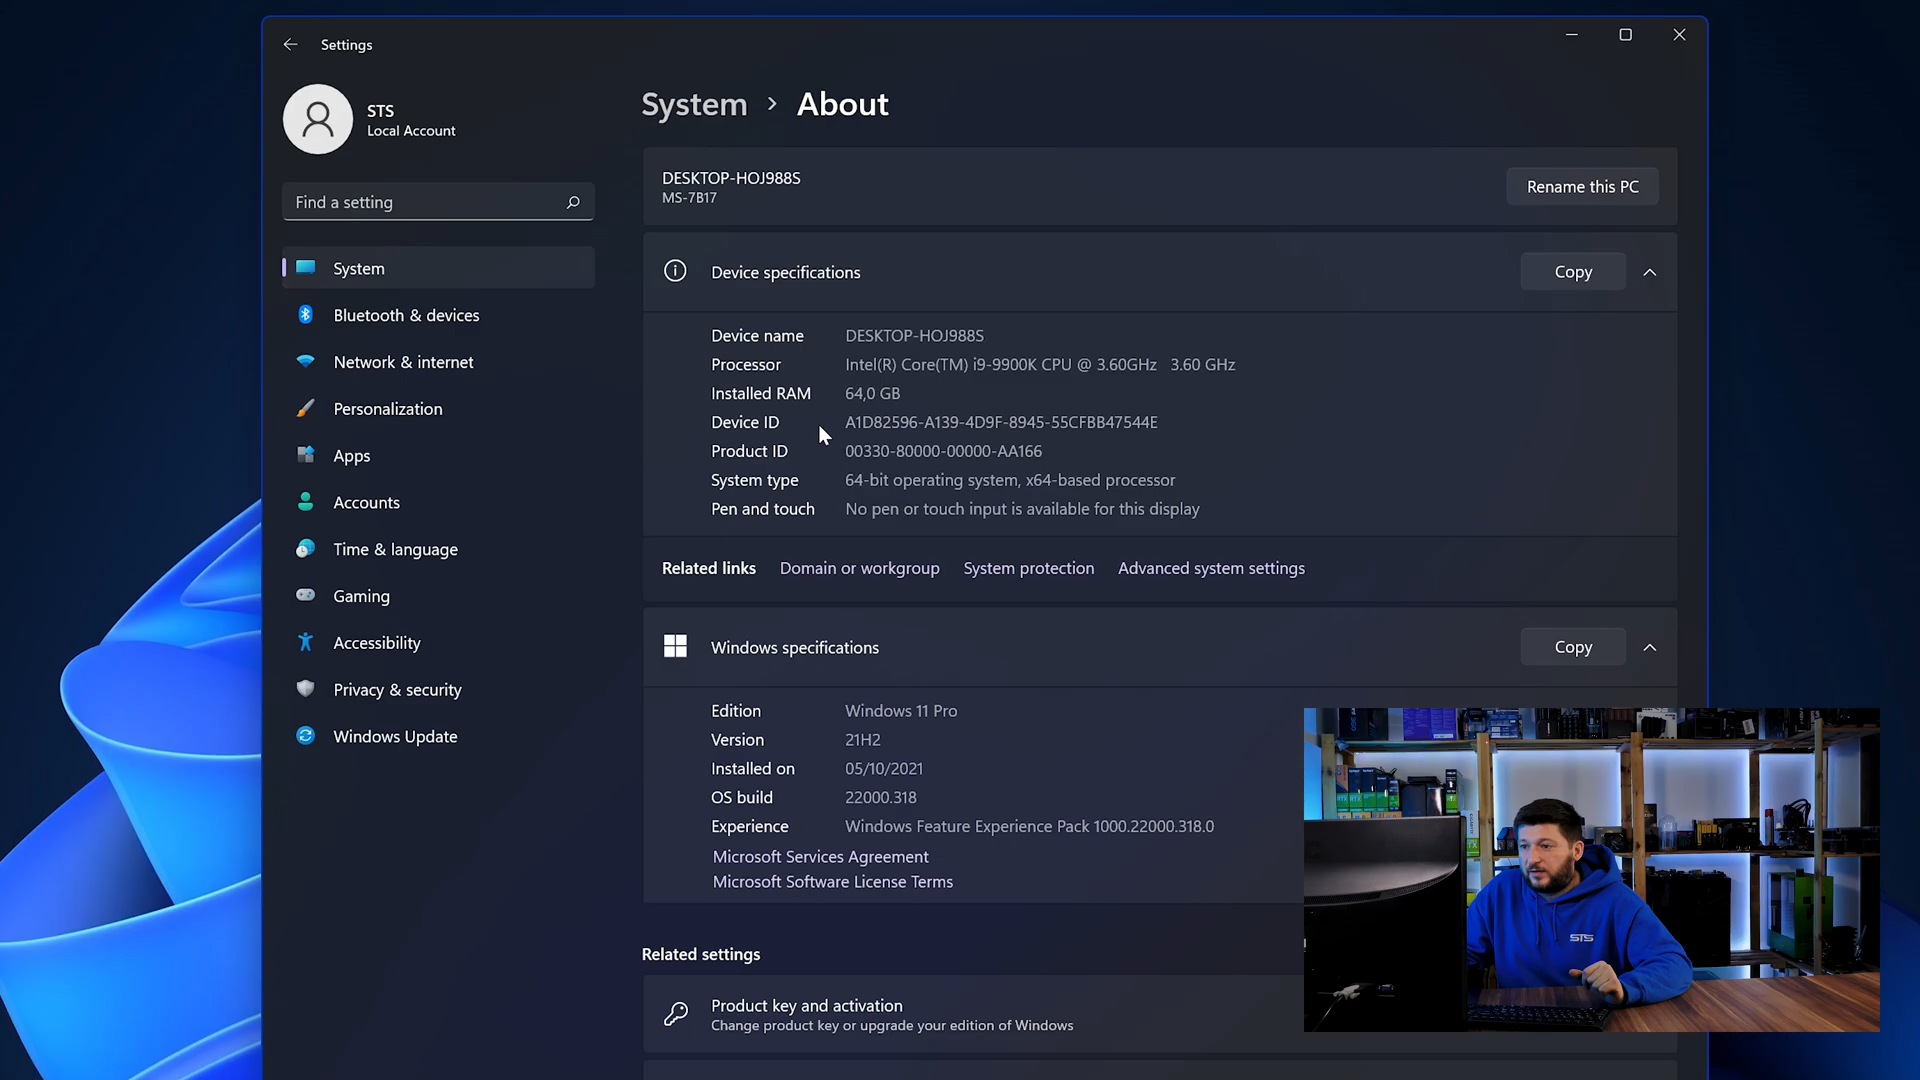 Settings
STS
Local Account
Find a setting
System
Bluetooth & devices
Network & internet
Personalization
Apps
Accounts
Time & language
Gaming
Accessibility
Privacy & security
Windows Update
System › About
DESKTOP-HOJ988S
MS-7B17
Rename this PC
Device specifications
Copy
Device name DESKTOP-HOJ988S
Processor Intel(R) Core(TM) i9-9900K CPU @ 3.60GHz 3.60 GHz
Installed RAM 64,0 GB
Device ID A1D82596-A139-4D9F-8945-55CFBB47544E
Product ID 00330-80000-00000-AA166
System type 64-bit operating system, x64-based processor
Pen and touch No pen or touch input is available for this display
Related links Domain or workgroup System protection Advanced system settings
Windows specifications
Copy
Edition Windows 11 Pro
Version 21H2
Installed on 05/10/2021
OS build 22000.318
Experience Windows Feature Experience Pack 1000.22000.318.0
Microsoft Services Agreement
Microsoft Software License Terms
Related settings
Product key and activation
Change product key or upgrade your edition of Windows
STS